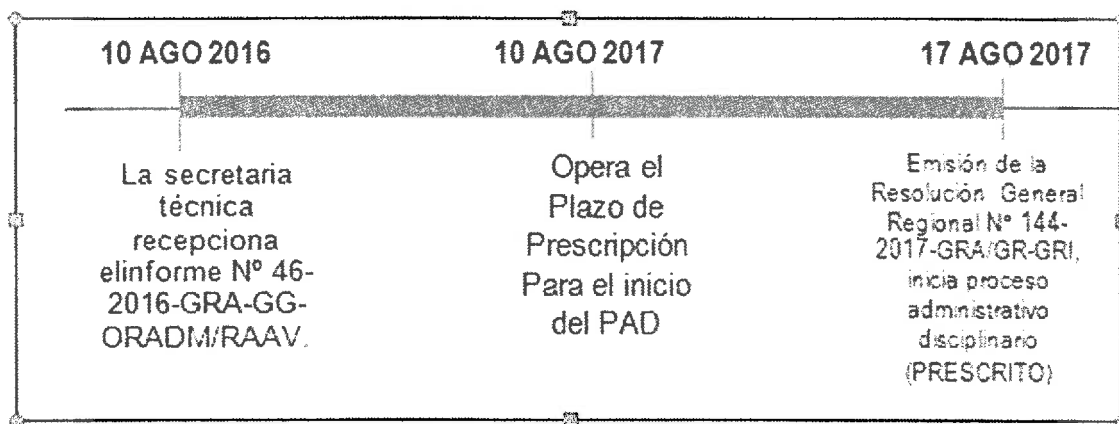 10 AGO 2016
10 AGO 2017
17 AGO 2017
La secretaria
técnica
recepciona
elinforme Nº 46-
2016-GRA-GG-
ORADM/RAAV.
Opera el
Plazo de
Prescripción
Para el inicio
del PAD
Emisión de la
Resolución General
Regional N° 144-
2017-GRA/GR-GRI,
inicia proceso
administrativo
disciplinario
(PRESCRITO)